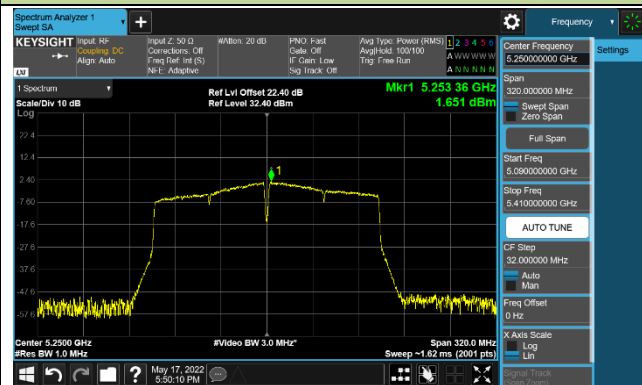 Spectrum Analyzer 1
Swept SA
+
Frequency
KEYSIGHT
Input: RF
Coupling: DC
Align: Auto
Input Z: 50 Ω
Corrections: Off
Freq Ref: Int (S)
NFE: Adaptive
#Atten: 20 dB
PNO: Fast
Gate: Off
IF Gain: Low
Sig Track: Off
Avg Type: Power (RMS)
Avg|Hold: 100/100
Trig: Free Run
1 2 3 4 5 6
A W W W W W
A N N N N N
LXI
Center Frequency
5.250000000 GHz
Settings
Span
320.000000 MHz
Swept Span
Zero Span
Full Span
Start Freq
5.090000000 GHz
Stop Freq
5.410000000 GHz
AUTO TUNE
CF Step
32.000000 MHz
Auto
Man
Freq Offset
0 Hz
X Axis Scale
Log
Lin
Signal Track
(Span Zoom)
1 Spectrum
Scale/Div 10 dB
Ref Lvl Offset 22.40 dB
Ref Level 32.40 dBm
Mkr1 5.253 36 GHz
1.651 dBm
Log
22.4
12.4
2.40
-7.60
-17.6
-27.6
-37.6
-47.6
-57.6
1
Center 5.2500 GHz
#Res BW 1.0 MHz
#Video BW 3.0 MHz*
Span 320.0 MHz
Sweep ~1.62 ms (2001 pts)
?
May 17, 2022
5:50:10 PM